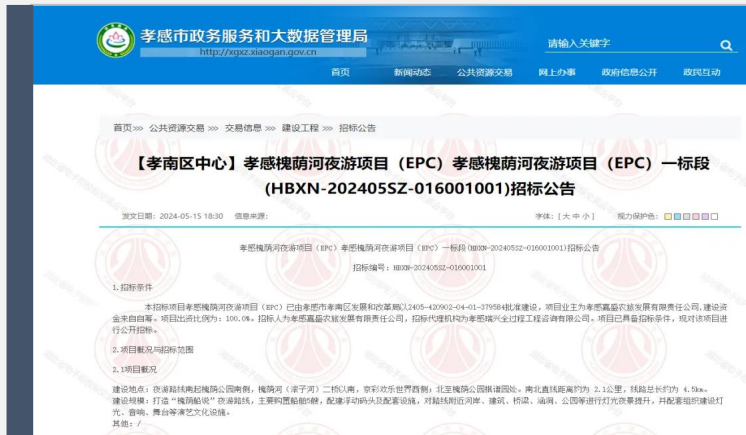 孝感市政务服务和大数据管理局
http://xgxz.xiaogan.gov.cn
请输入关键字
首页 新闻动态 公共资源交易 网上办事 政府信息公开 政民互动
首页>>> 公共资源交易 >>> 交易信息 >>> 建设工程 >>> 招标公告
【孝南区中心】孝感槐荫河夜游项目（EPC）孝感槐荫河夜游项目（EPC）一标段
(HBXN-202405SZ-016001001)招标公告
发文日期：2024-05-15 18:30 信息来源：
字体：[ 大 中 小 ] 视力保护色：
孝感槐荫河夜游项目（EPC）孝感槐荫河夜游项目（EPC）一标段(HBXN-202405SZ-016001001)招标公告
招标编号：HBXN-202405SZ-016001001
1.招标条件
本招标项目孝感槐荫河夜游项目（EPC）已由孝感市孝南区发展和改革局以2405-420902-04-01-379584批准建设，项目业主为孝感嘉盛农旅发展有限责任公司,建设资
金来自自筹。项目出资比例为：100.0%。招标人为孝感嘉盛农旅发展有限责任公司，招标代理机构为孝感瑞兴全过程工程咨询有限公司。项目已具备招标条件，现对该项目进
行公开招标。
2.项目概况与招标范围
2.1项目概况
建设地点：夜游路线南起槐荫公园南侧，槐荫河（滚子河）二桥以南，京彩欢乐世界西侧；北至槐荫公园棋谱园处。南北直线距离约为 2.1公里，线路总长约为 4.5km。
建设规模：打造“槐荫船说”夜游路线，主要购置船舶5艘，配建浮动码头及配套设施，对路线附近河岸、建筑、桥梁、涵洞、公园等进行灯光夜景提升，并配套组织建设灯
光、音响、舞台等演艺文化设施。
其他：/